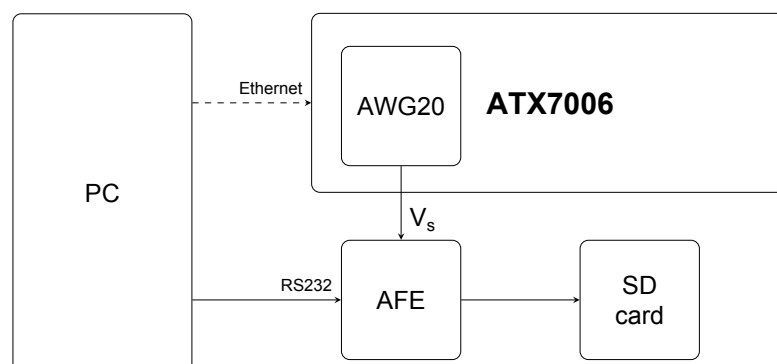 Ethernet
AWG20
ATX7006
PC
Vs
RS232
AFE
SD
card